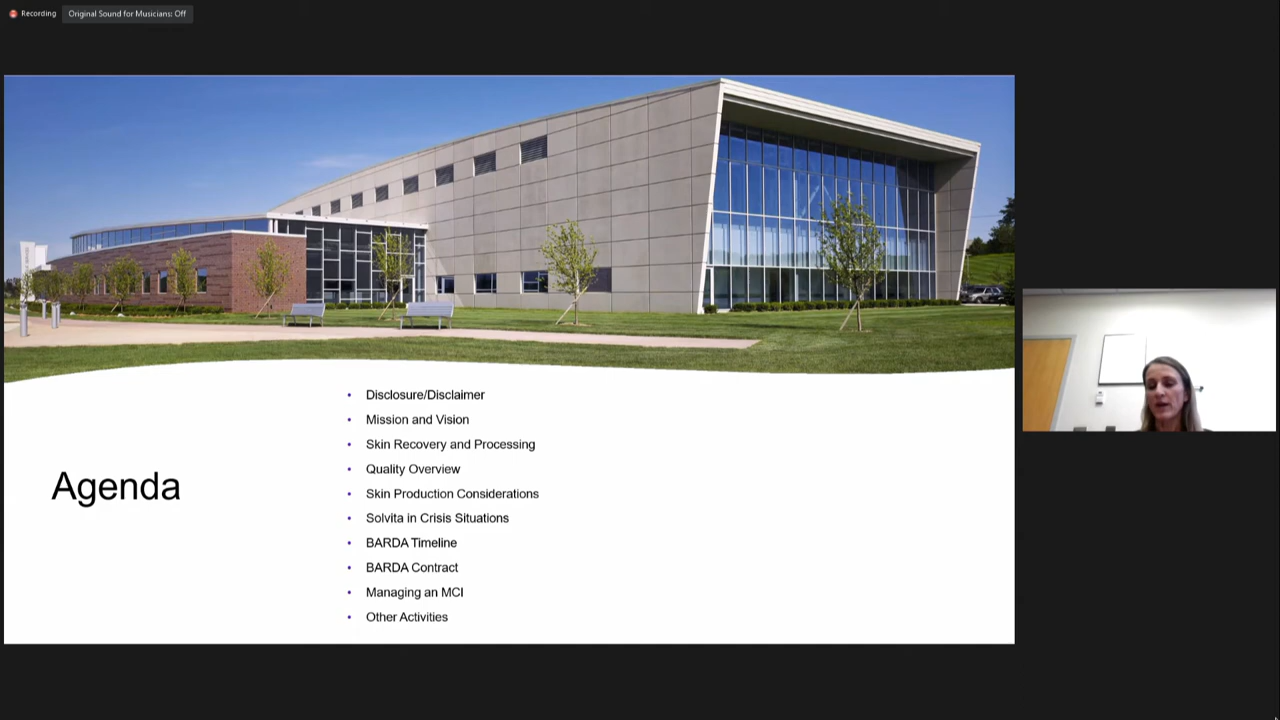 Recording
Original Sound for Musicians: Off
Agenda
• Disclosure/Disclaimer
• Mission and Vision
• Skin Recovery and Processing
• Quality Overview
• Skin Production Considerations
• Solvita in Crisis Situations
• BARDA Timeline
• BARDA Contract
• Managing an MCI
• Other Activities